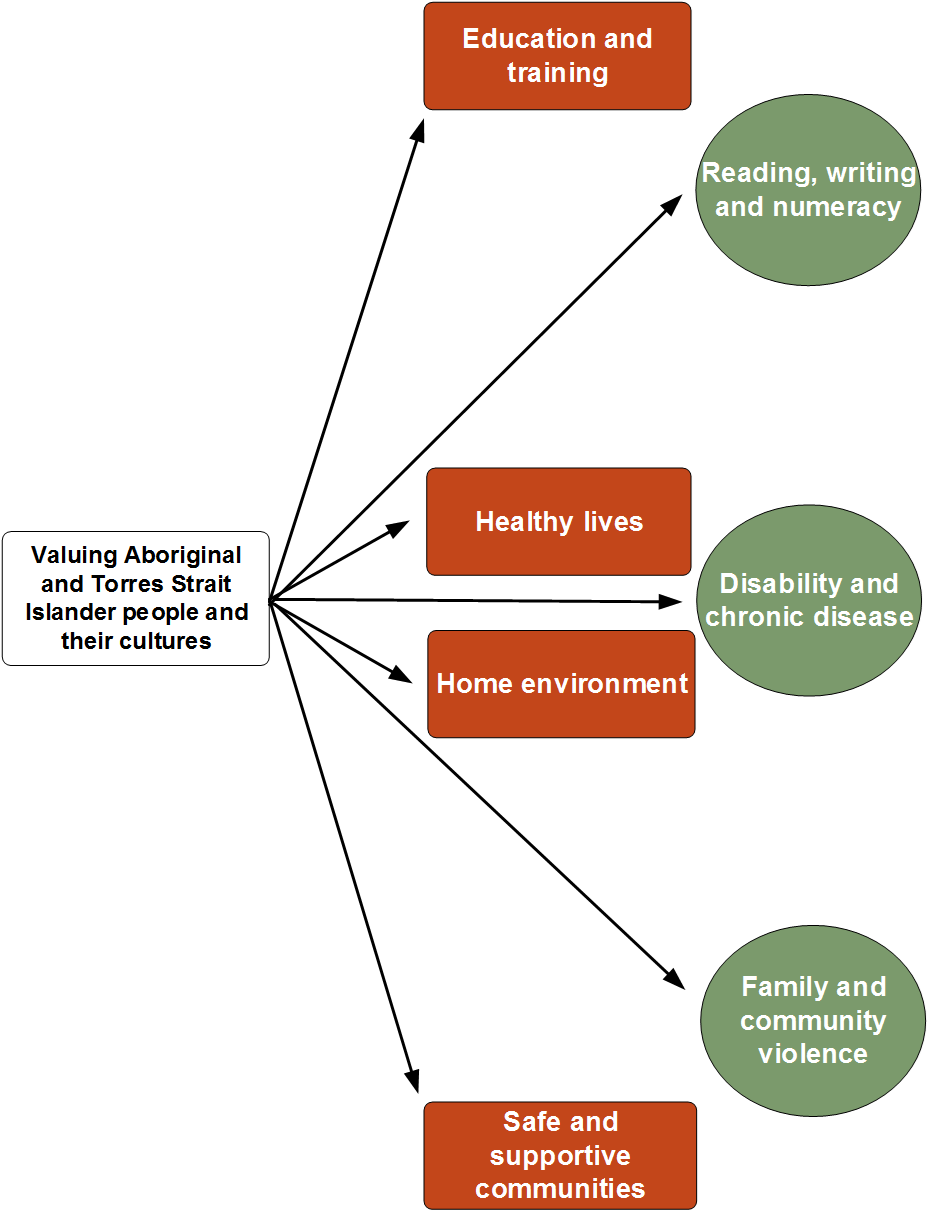 Education and
training
Reading, writing
and numeracy
Healthy lives
Valuing Aboriginal
and Torres Strait
Islander people and
their cultures
Disability and
chronic disease
Home environment
Family and
community
violence
Safe and
supportive
communities